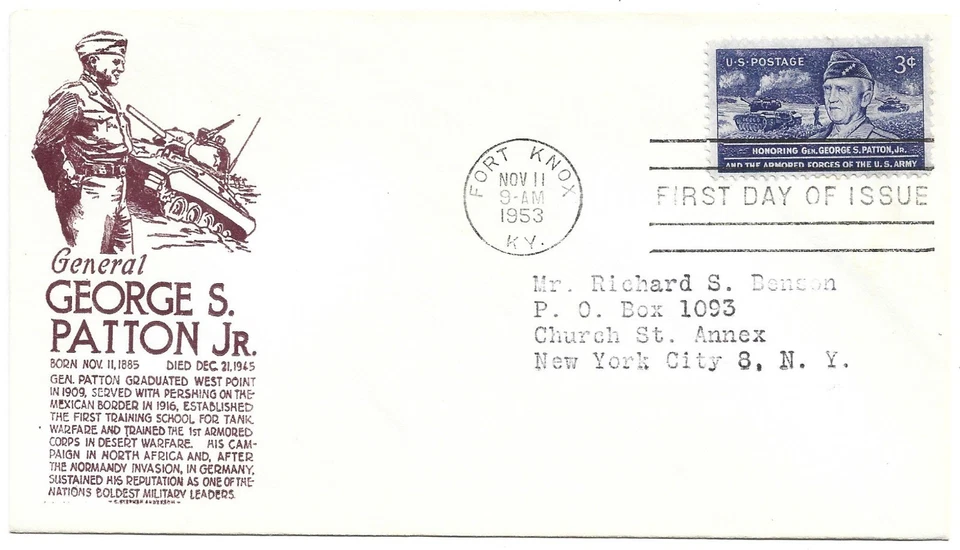 General
GEORGE S.
PATTON JR.
BORN NOV. 11, 1885 DIED DEC. 21, 1945
GEN. PATTON GRADUATED WEST POINT
IN 1909, SERVED WITH PERSHING ON THE
MEXICAN BORDER IN 1916, ESTABLISHED
THE FIRST TRAINING SCHOOL FOR TANK
WARFARE AND TRAINED THE 1ST ARMORED
CORPS IN DESERT WARFARE. HIS CAM-
PAIGN IN NORTH AFRICA AND, AFTER
THE NORMANDY INVASION, IN GERMANY,
SUSTAINED HIS REPUTATION AS ONE OF THE
NATIONS BOLDEST MILITARY LEADERS.
- C. STEPHEN ANDERSON -
FORT KNOX
NOV 11
9-AM
1953
KY.
U·S·POSTAGE 3¢
HONORING GEN. GEORGE S. PATTON, JR.
AND THE ARMORED FORCES OF THE U.S. ARMY
FIRST DAY OF ISSUE
Mr. Richard S. Benson
P. O. Box 1093
Church St. Annex
New York City 8, N. Y.